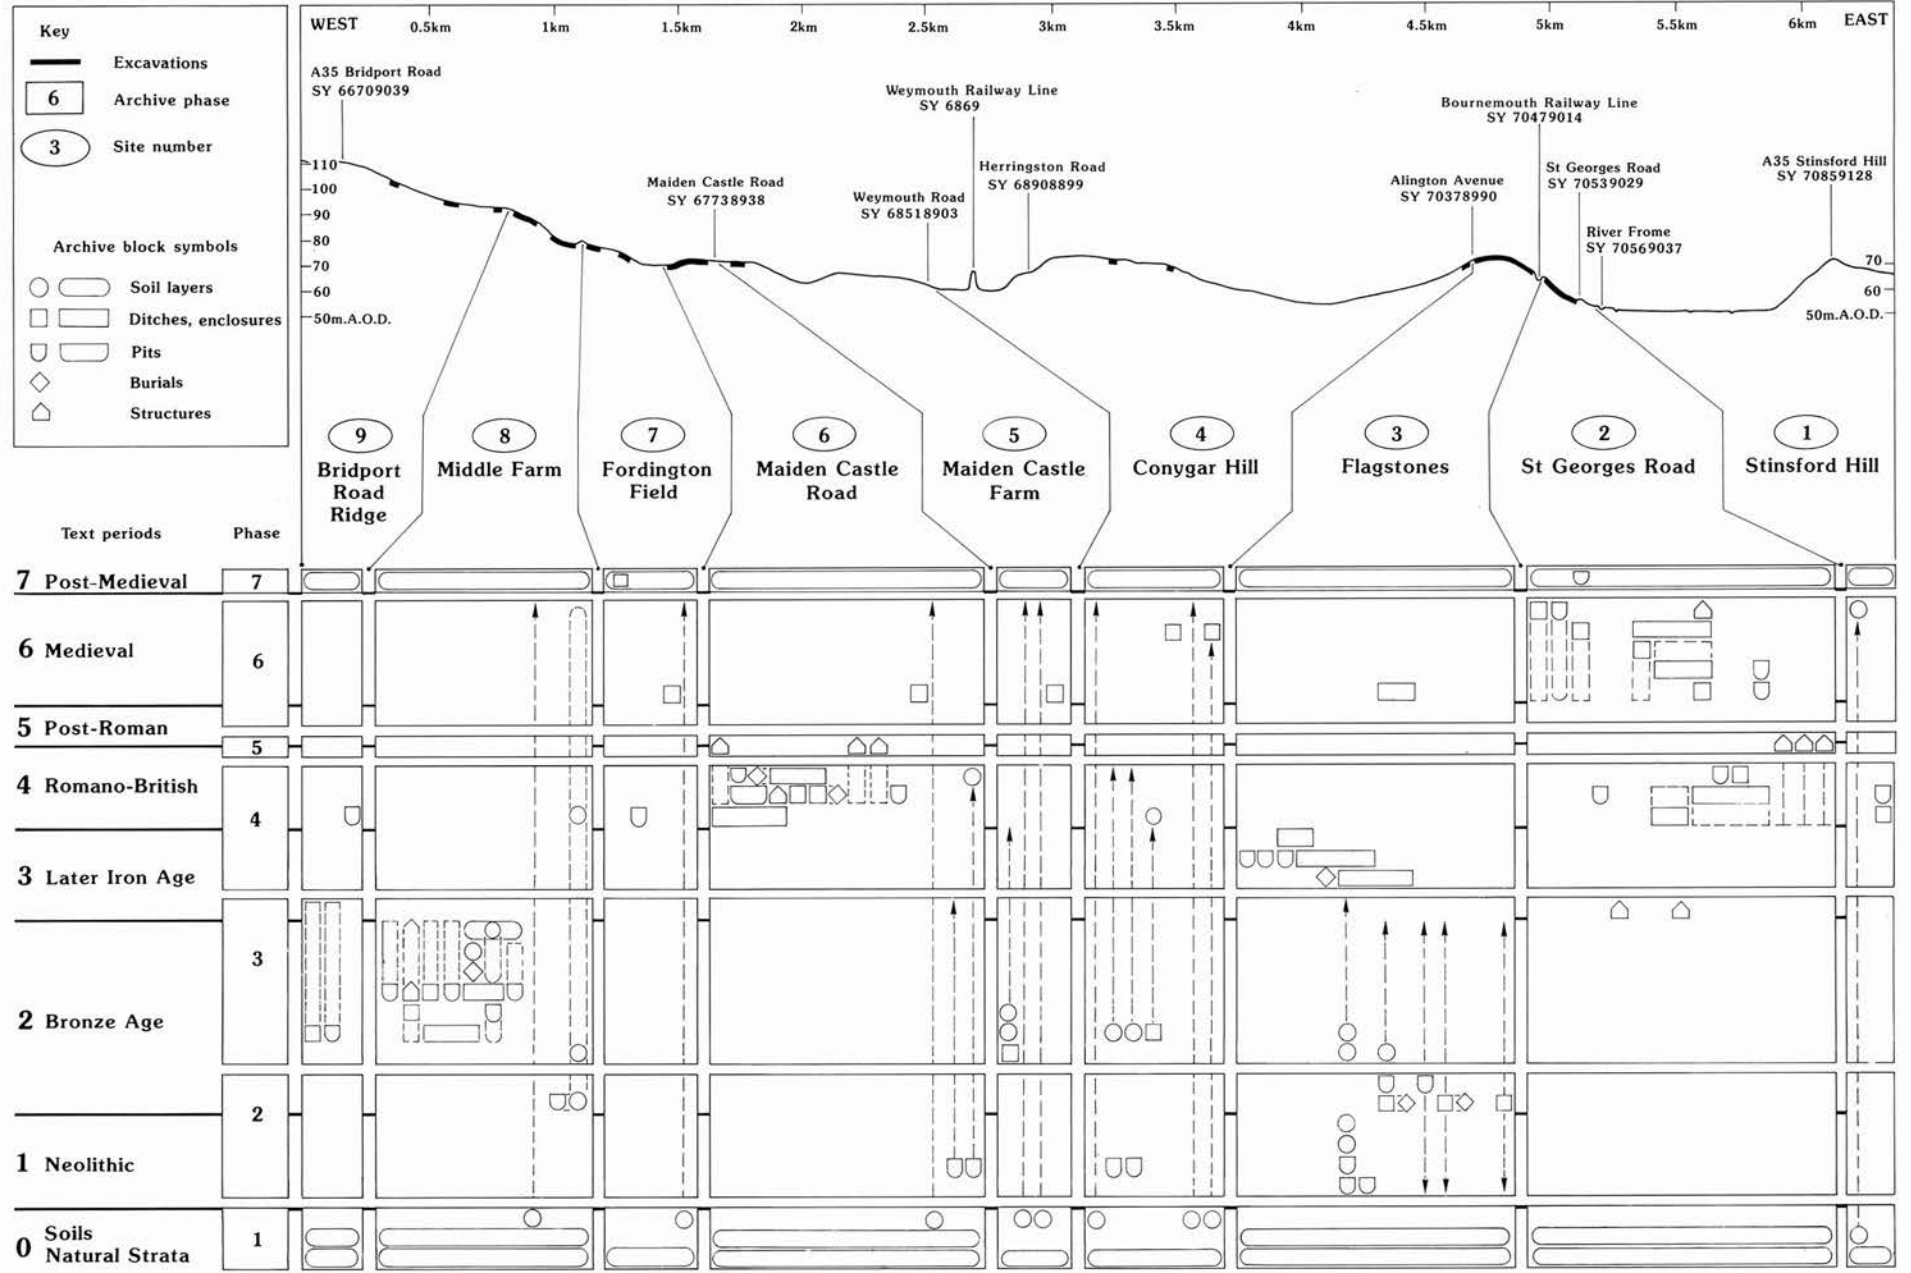 Key
Excavations
6
Archive phase
3
Site number
Archive block symbols
Soil layers
Ditches, enclosures
Pits
Burials
Structures
WEST
0.5km
1km
1.5km
2km
2.5km
3km
3.5km
4km
4.5km
5km
5.5km
6km
EAST
A35 Bridport Road
SY 66709039
Maiden Castle Road
SY 67738938
Weymouth Railway Line
SY 6869
Weymouth Road
SY 68518903
Herringston Road
SY 68908899
Bournemouth Railway Line
SY 70479014
Alington Avenue
SY 70378990
St Georges Road
SY 70539029
River Frome
SY 70569037
A35 Stinsford Hill
SY 70859128
110
100
90
80
70
60
50m.A.O.D.
70
60
50m.A.O.D.
9
Bridport
Road
Ridge
8
Middle Farm
7
Fordington
Field
6
Maiden Castle
Road
5
Maiden Castle
Farm
4
Conygar Hill
3
Flagstones
2
St Georges Road
1
Stinsford Hill
Text periods
Phase
7 Post-Medieval
7
6 Medieval
6
5 Post-Roman
5
4 Romano-British
4
3 Later Iron Age
3
2 Bronze Age
2
1 Neolithic
0 Soils
Natural Strata
1